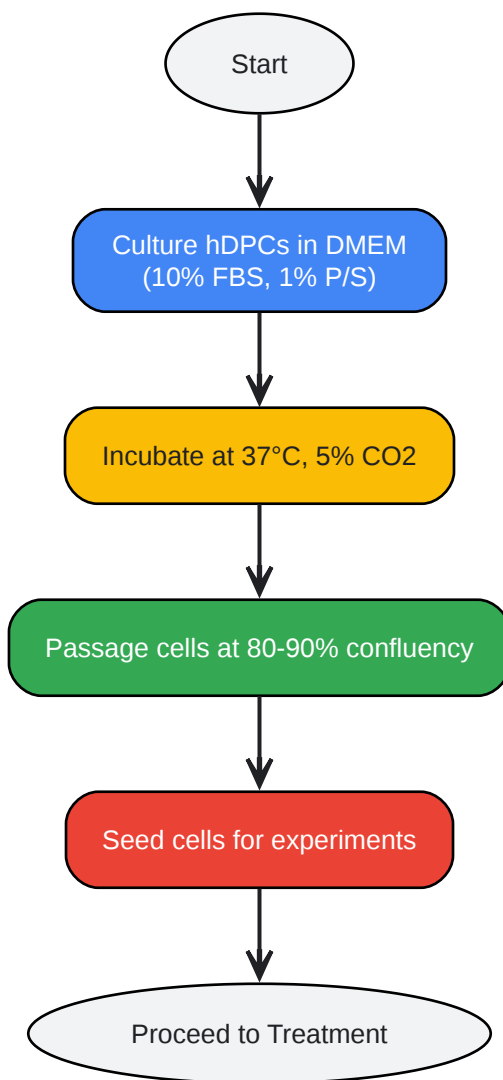 Start
Culture hDPCs in DMEM
(10% FBS, 1% P/S)
Incubate at 37°C, 5% CO2
Passage cells at 80-90% confluency
Seed cells for experiments
Proceed to Treatment